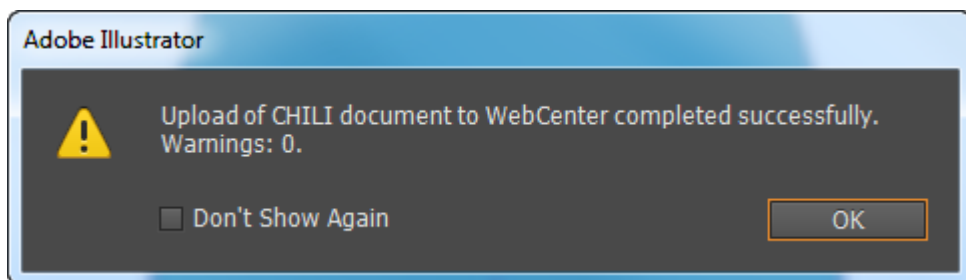 Adobe Illustrator
Upload of CHILI document to WebCenter completed successfully.
Warnings: 0.
Don't Show Again
OK